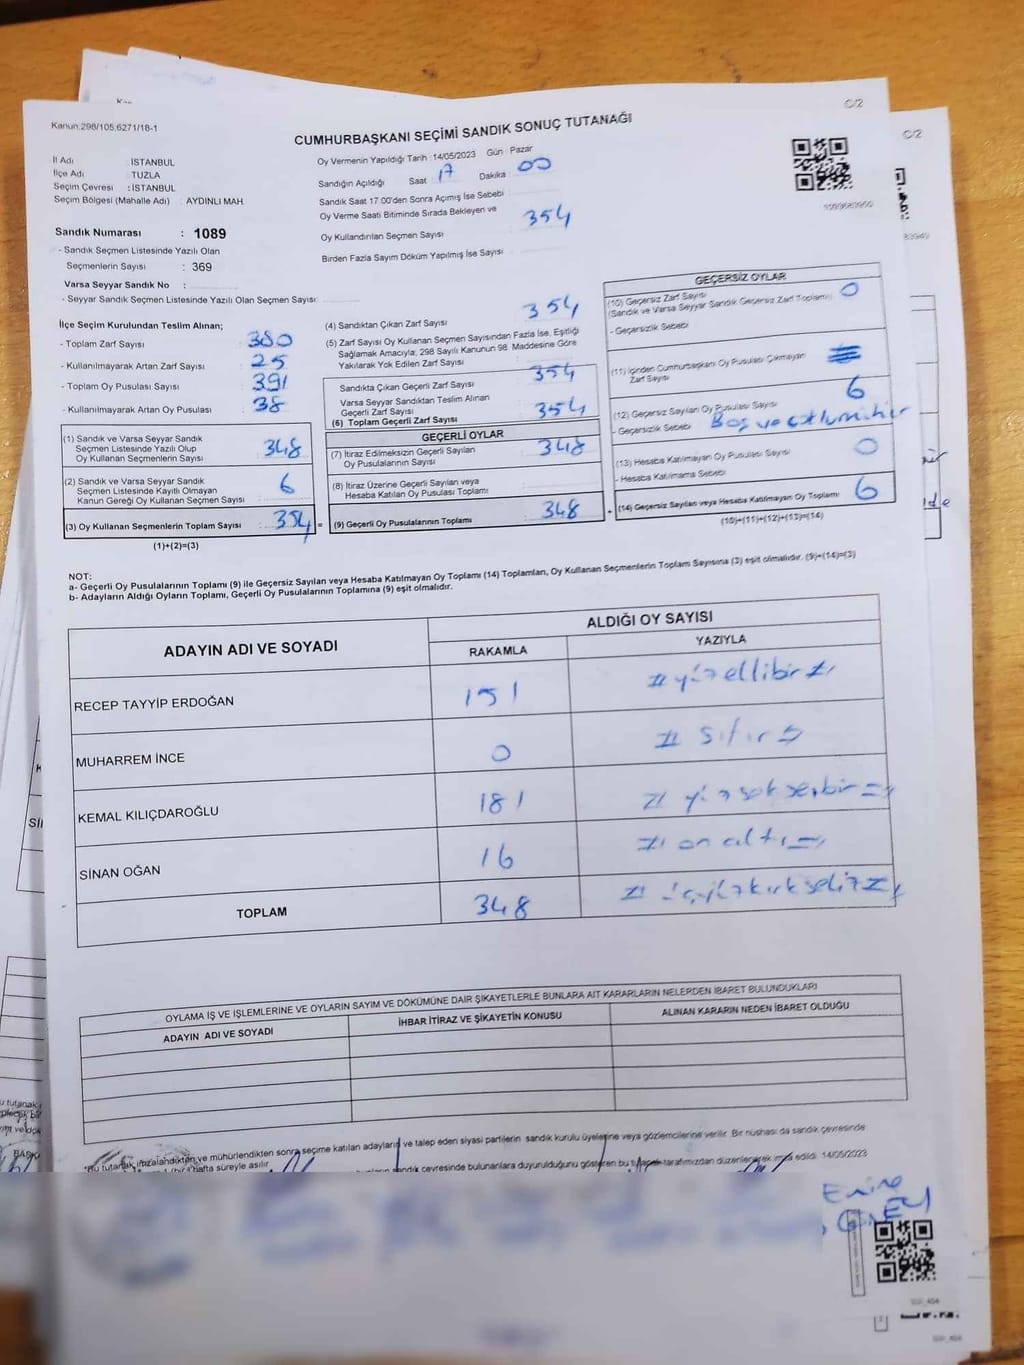 Kanun:298/105,6271/18-1
C/2
CUMHURBAŞKANI SEÇİMİ SANDIK SONUÇ TUTANAĞI
İl Adı : İSTANBUL
İlçe Adı : TUZLA
Seçim Çevresi : İSTANBUL
Seçim Bölgesi (Mahalle Adı) : AYDINLI MAH.
Sandık Numarası : 1089
- Sandık Seçmen Listesinde Yazılı Olan
Seçmenlerin Sayısı : 369
Varsa Seyyar Sandık No :
- Seyyar Sandık Seçmen Listesinde Yazılı Olan Seçmen Sayısı:
Oy Vermenin Yapıldığı Tarih :14/05/2023 Gün : Pazar
Sandığın Açıldığı Saat 17 Dakika 00
Sandık Saat 17.00'den Sonra Açımış İse Sebebi
Oy Verme Saati Bitiminde Sırada Bekleyen ve
Oy Kullandırılan Seçmen Sayısı 354
Birden Fazla Sayım Döküm Yapılmış İse Sayısı :
İlçe Seçim Kurulundan Teslim Alınan;
- Toplam Zarf Sayısı : 380
- Kullanılmayarak Artan Zarf Sayısı : 25
- Toplam Oy Pusulası Sayısı : 391
- Kullanılmayarak Artan Oy Pusulası : 38
(1) Sandık ve Varsa Seyyar Sandık
Seçmen Listesinde Yazılı Olup
Oy Kullanan Seçmenlerin Sayısı 348
(2) Sandık ve Varsa Seyyar Sandık
Seçmen Listesinde Kayıtlı Olmayan
Kanun Gereği Oy Kullanan Seçmen Sayısı 6
(3) Oy Kullanan Seçmenlerin Toplam Sayısı 354 =
(1)+(2)=(3)
(4) Sandıktan Çıkan Zarf Sayısı 354
(5) Zarf Sayısı Oy Kullanan Seçmen Sayısından Fazla İse, Eşitliği
Sağlamak Amacıyla; 298 Sayılı Kanunun 98. Maddesine Göre
Yakılarak Yok Edilen Zarf Sayısı
Sandıkta Çıkan Geçerli Zarf Sayısı 354
Varsa Seyyar Sandıktan Teslim Alınan
Geçerli Zarf Sayısı
(6) Toplam Geçerli Zarf Sayısı 354
GEÇERLİ OYLAR
(7) İtiraz Edilmeksizin Geçerli Sayılan
Oy Pusulalarının Sayısı 348
(8) İtiraz Üzerine Geçerli Sayılan veya
Hesaba Katılan Oy Pusulası Toplamı
(9) Geçerli Oy Pusulalarının Toplamı 348 +
GEÇERSİZ OYLAR
(10) Geçersiz Zarf Sayısı
(Sandık ve Varsa Seyyar Sandık Geçersiz Zarf Toplamı) 0
- Geçersizlik Sebebi
(11) İçinden Cumhurbaşkanı Oy Pusulası Çıkmayan
Zarf Sayısı
(12) Geçersiz Sayılan Oy Pusulası Sayısı 6
- Geçersizlik Sebebi Boş ve
(13) Hesaba Katılmayan Oy Pusulası Sayısı 0
- Hesaba Katılmama Sebebi
(14) Geçersiz Sayılan veya Hesaba Katılmayan Oy Toplamı 6
(10)+(11)+(12)+(13)=(14)
NOT:
a- Geçerli Oy Pusulalarının Toplamı (9) ile Geçersiz Sayılan veya Hesaba Katılmayan Oy Toplamı (14) Toplamları, Oy Kullanan Seçmenlerin Toplam Sayısına (3) eşit olmalıdır. (9)+(14)=(3)
b- Adayların Aldığı Oyların Toplamı, Geçerli Oy Pusulalarının Toplamına (9) eşit olmalıdır.
ADAYIN ADI VE SOYADI ALDIĞI OY SAYISI
RAKAMLA YAZIYLA
RECEP TAYYİP ERDOĞAN 151 yüzellibir
MUHARREM İNCE 0 sıfır
KEMAL KILIÇDAROĞLU 181 yüzseksenbir
SİNAN OĞAN 16 onaltı
TOPLAM 348 üçyüzkırksekiz
OYLAMA İŞ VE İŞLEMLERİNE VE OYLARIN SAYIM VE DÖKÜMÜNE DAİR ŞİKAYETLERLE BUNLARA AİT KARARLARIN NELERDEN İBARET BULUNDUKLARI
ADAYIN ADI VE SOYADI İHBAR İTİRAZ VE ŞİKAYETİN KONUSU ALINAN KARARIN NEDEN İBARET OLDUĞU
*Bu tutanak imzalandıktan ve mühürlendikten sonra seçime katılan adayların ve talep eden siyasi partilerin sandık kurulu üyelerine veya gözlemcilerine verilir. Bir nüshası da sandık çevresinde
hafta süreyle asılır.
sandık çevresinde bulunanlara duyurulduğunu gösteren bu tutanak tarafımızdan düzenlenerek imza edildi. 14/05/2023
Emine
C/2